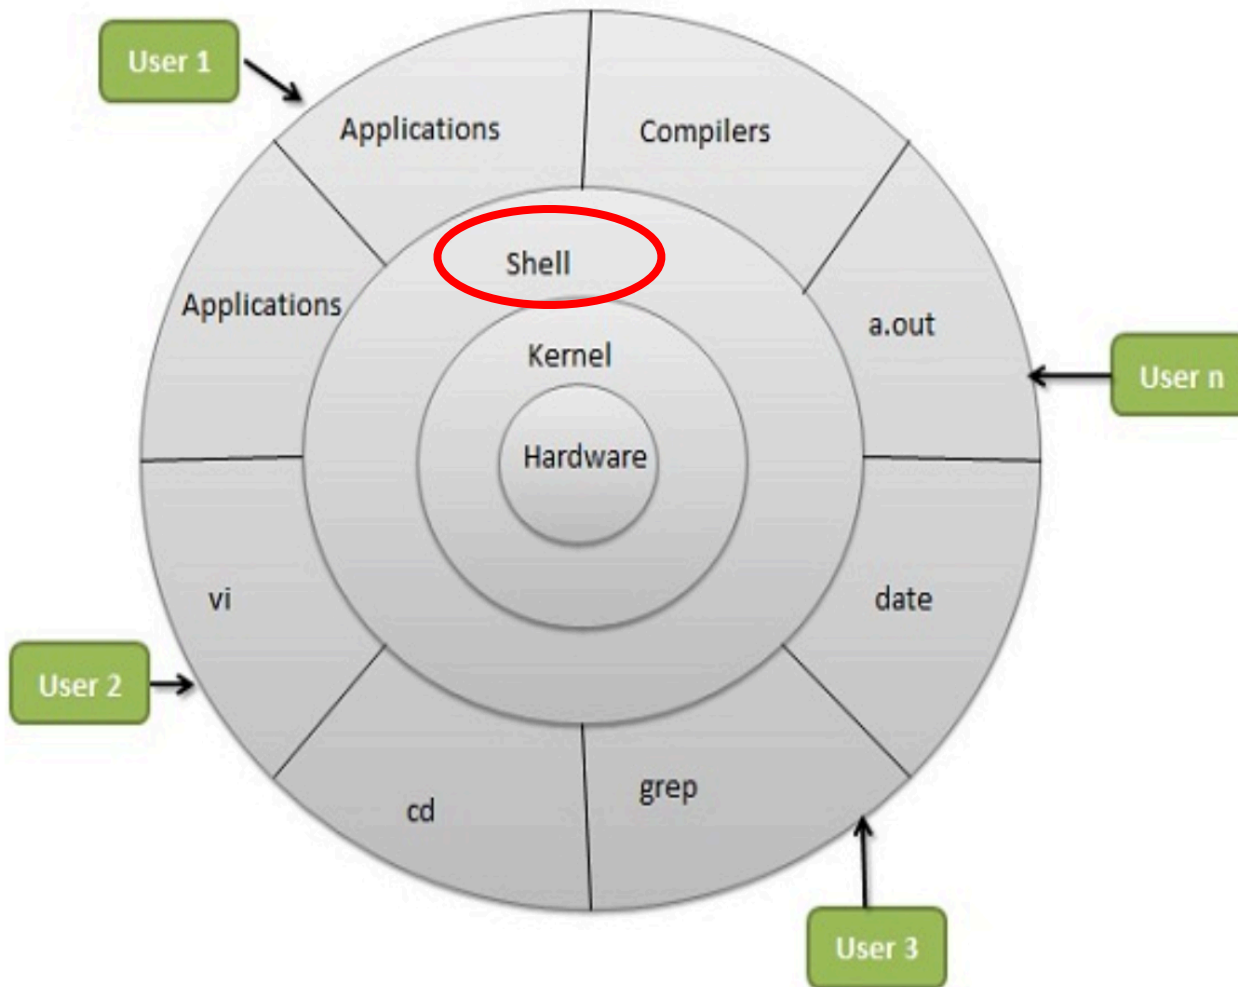 User 1
Applications
Compilers
Shell
Applications
a.out
Kernel
User n
Hardware
vi
date
User 2
grep
cd
User 3